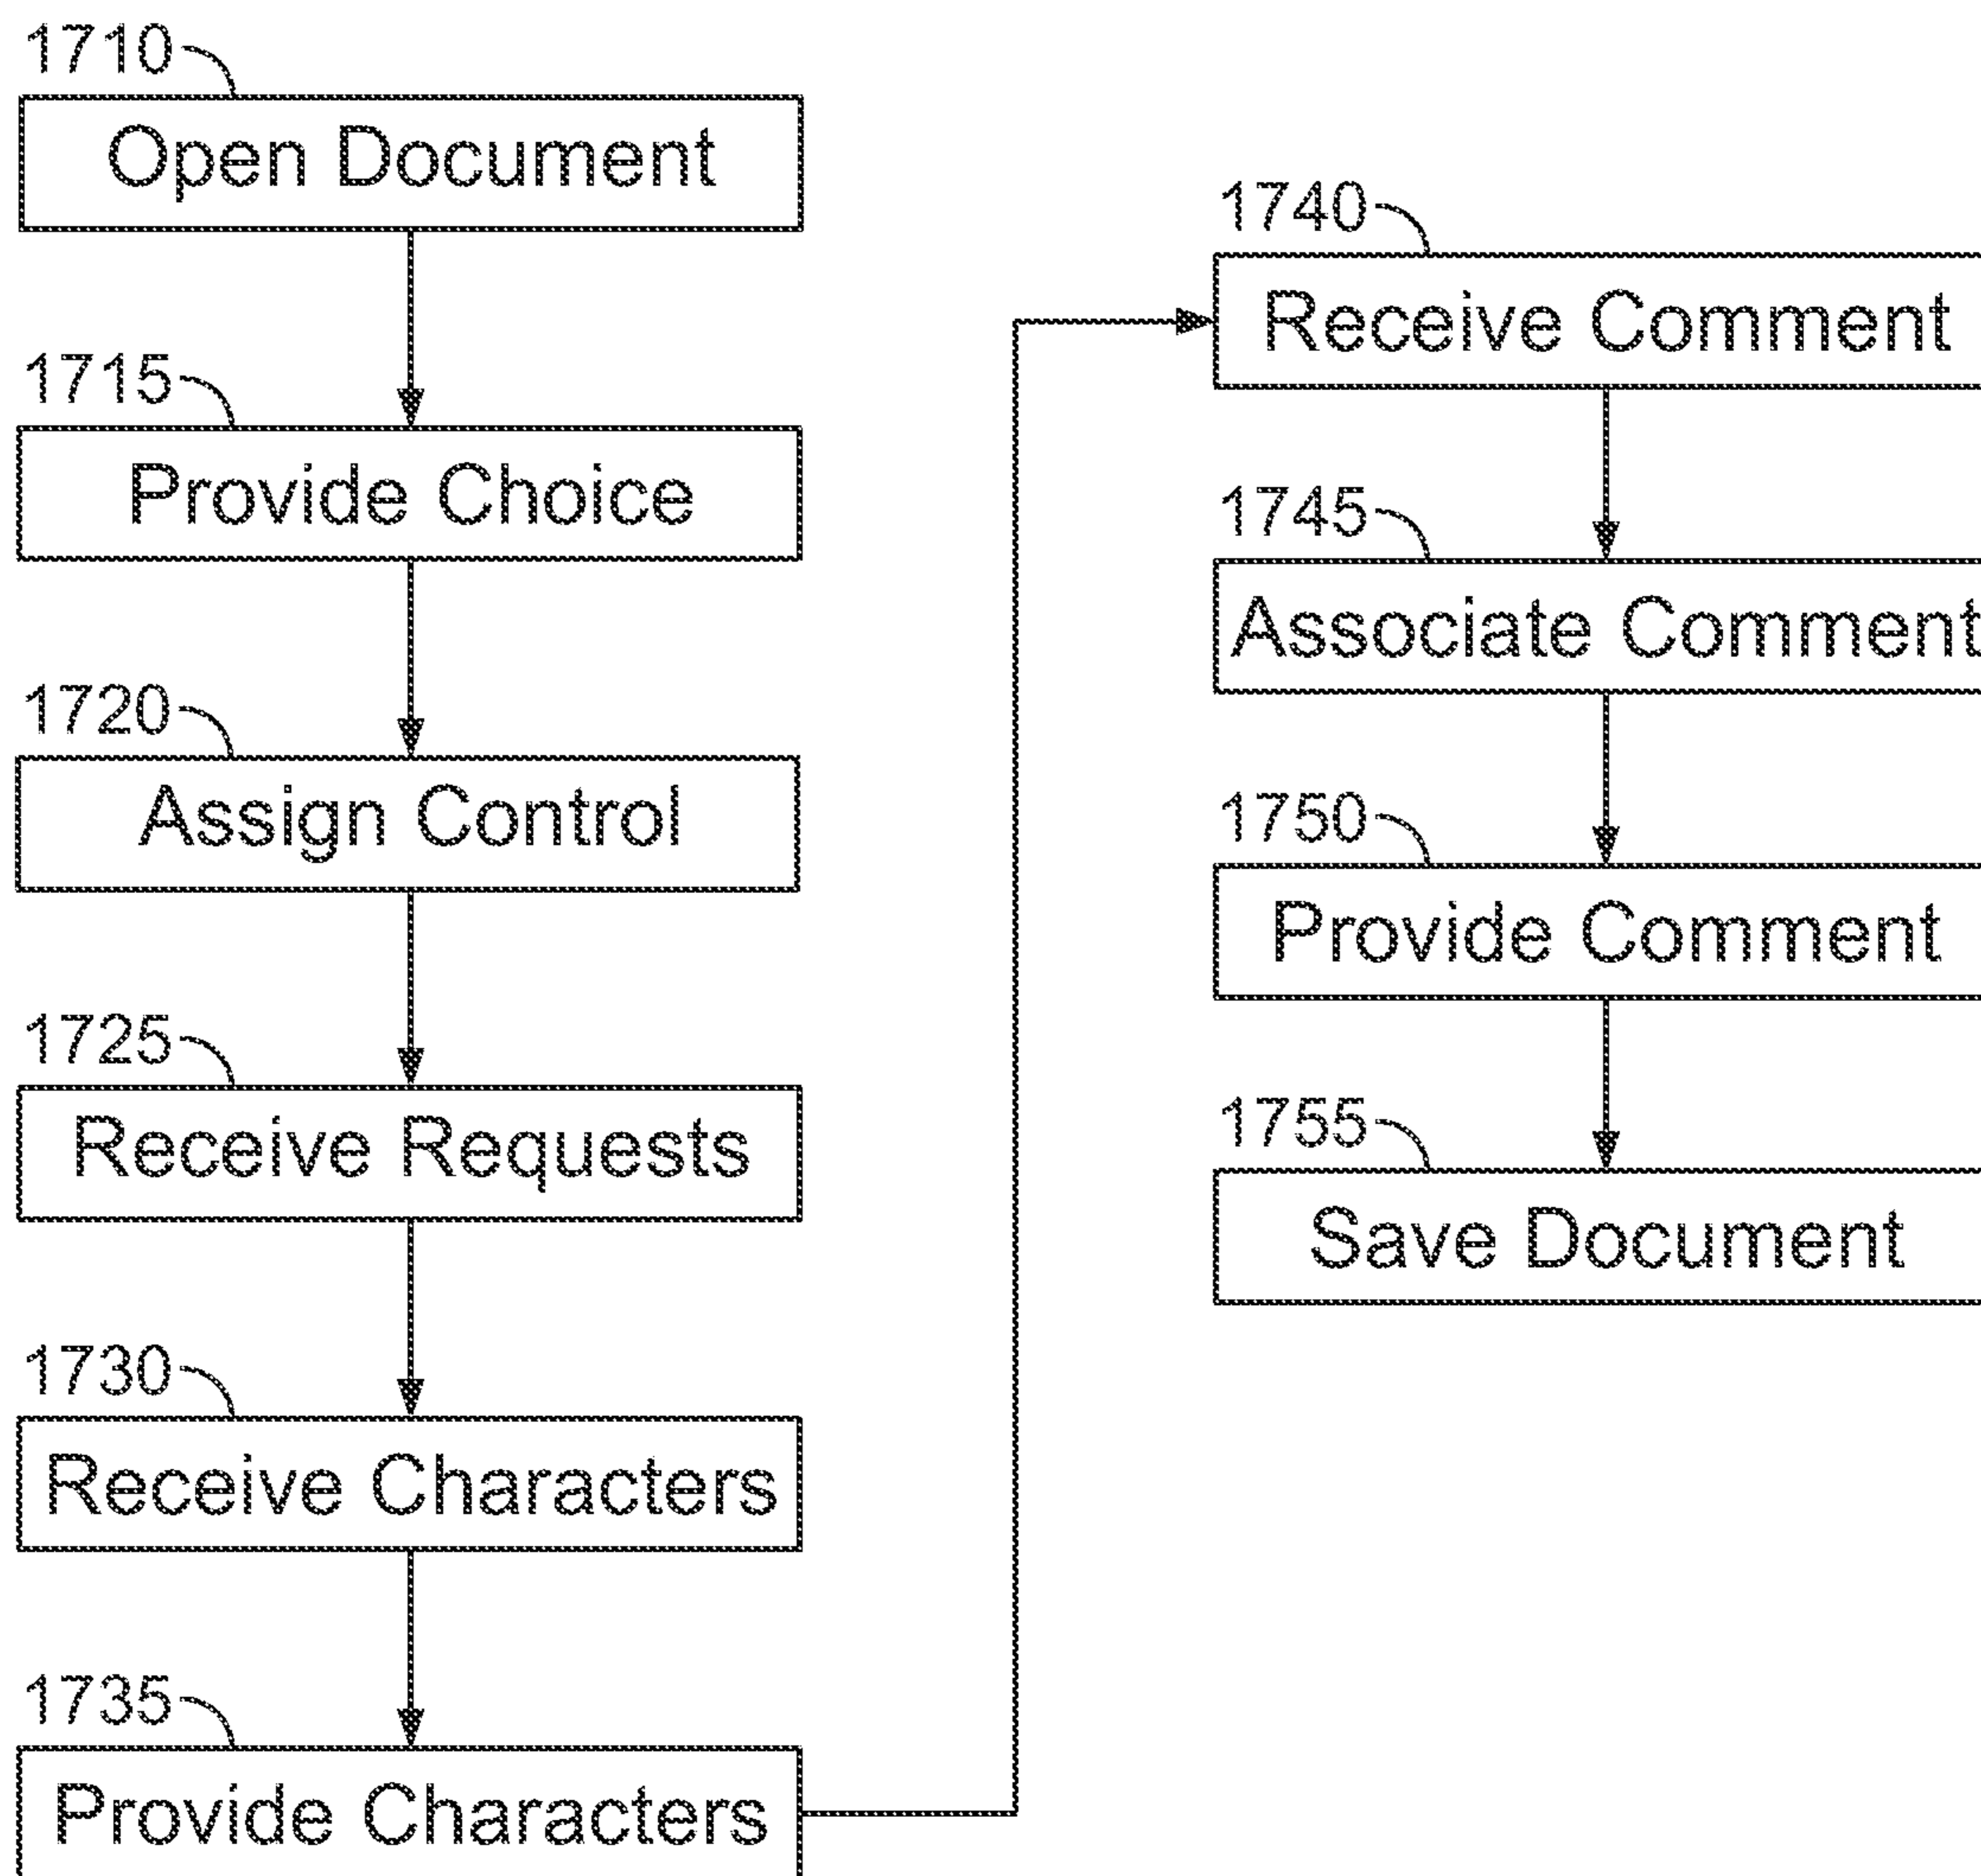 1710
Open Document
1715
Provide Choice
1720
Assign Control
1725
Receive Requests
1730
Receive Characters
1735
Provide Characters
1740
Receive Comment
1745
Associate Comment
1750
Provide Comment
1755
Save Document